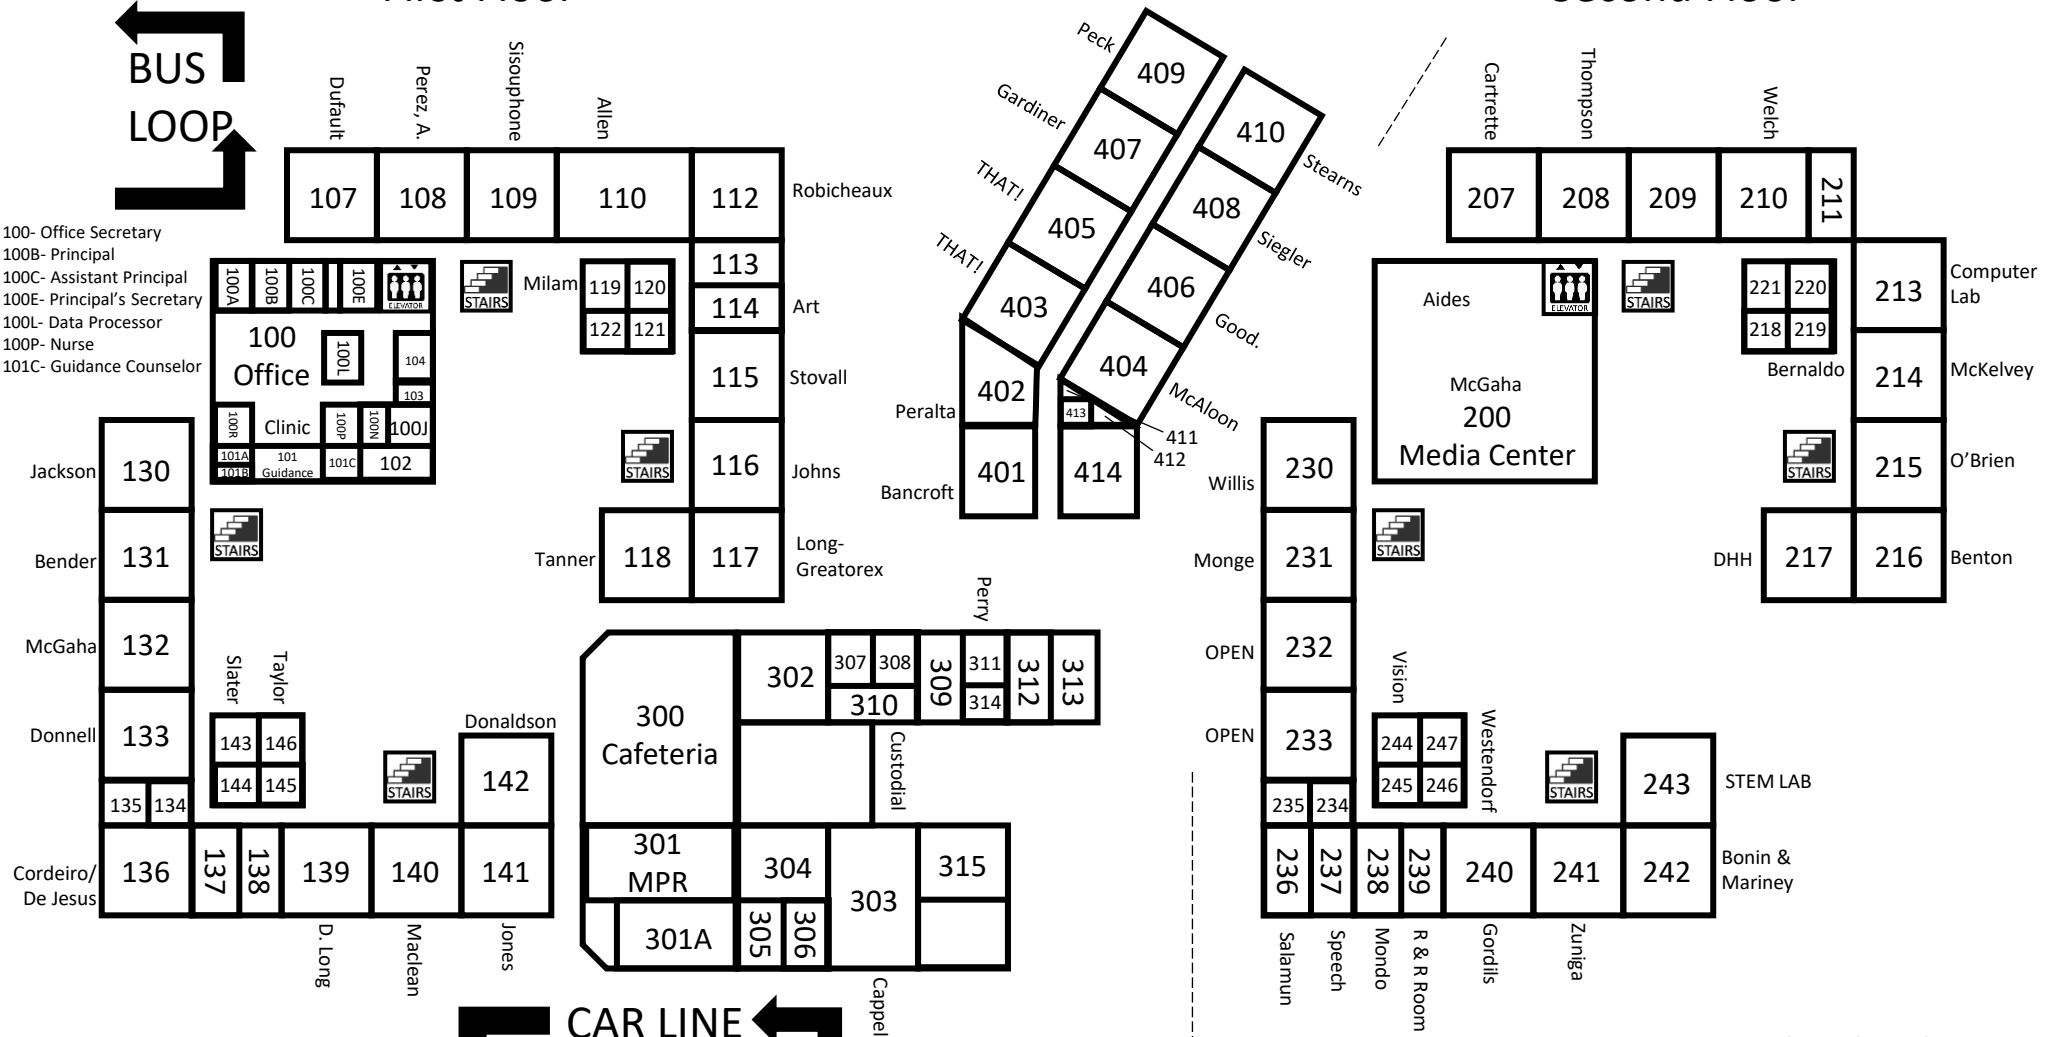 First Floor
Second Floor
BUS
LOOP
Dufault
Perez, A.
Sisouphone
Allen
107
108
109
110
112
Robicheaux
100- Office Secretary
100B- Principal
100C- Assistant Principal
100E- Principal's Secretary
100L- Data Processor
100P- Nurse
101C- Guidance Counselor
100A
100B
100C
100E
ELEVATOR
STAIRS
Milam
119
120
122
121
113
114
Art
100
Office
100L
104
103
115
Stovall
100R
Clinic
100P
100N
100J
101A
101B
101
Guidance
101C
102
STAIRS
116
Johns
Jackson
130
STAIRS
Bender
131
Tanner
118
117
Long-
Greatorex
McGaha
132
Slater
Taylor
Donnell
133
143
146
144
145
STAIRS
Donaldson
142
135
134
Cordeiro/
De Jesus
136
137
138
139
140
141
D. Long
Maclean
Jones
300
Cafeteria
302
307
308
310
309
Perry
311
314
312
313
Custodial
301
MPR
301A
304
305
306
303
315
Cappel
CAR LINE
Peck
409
Gardiner
407
THAT!
405
THAT!
403
Peralta
402
Bancroft
401
410
Stearns
408
Siegler
406
Good.
404
McAloon
413
411
412
414
Cartrette
Thompson
Welch
207
208
209
210
211
Aides
ELEVATOR
STAIRS
221
220
218
219
Bernaldo
213
Computer
Lab
214
McKelvey
McGaha
200
Media Center
STAIRS
215
O'Brien
Willis
230
STAIRS
DHH
217
216
Benton
Monge
231
OPEN
232
Vision
OPEN
233
244
247
245
246
Westendorf
STAIRS
243
STEM LAB
235
234
236
237
238
239
240
241
242
Bonin &
Mariney
Salamun
Speech
Mondo
R & R Room
Gordils
Zuniga